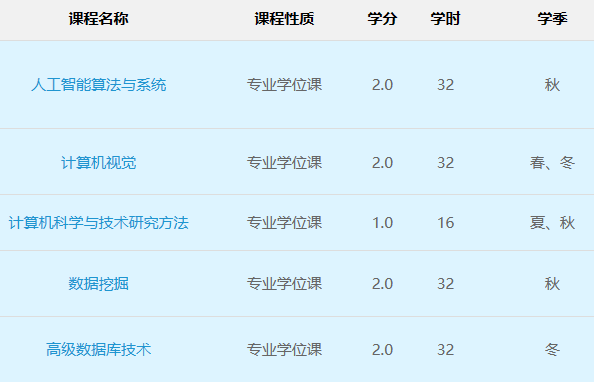 课程名称 课程性质 学分 学时 学季
人工智能算法与系统 专业学位课 2.0 32 秋
计算机视觉 专业学位课 2.0 32 春、冬
计算机科学与技术研究方法 专业学位课 1.0 16 夏、秋
数据挖掘 专业学位课 2.0 32 秋
高级数据库技术 专业学位课 2.0 32 冬